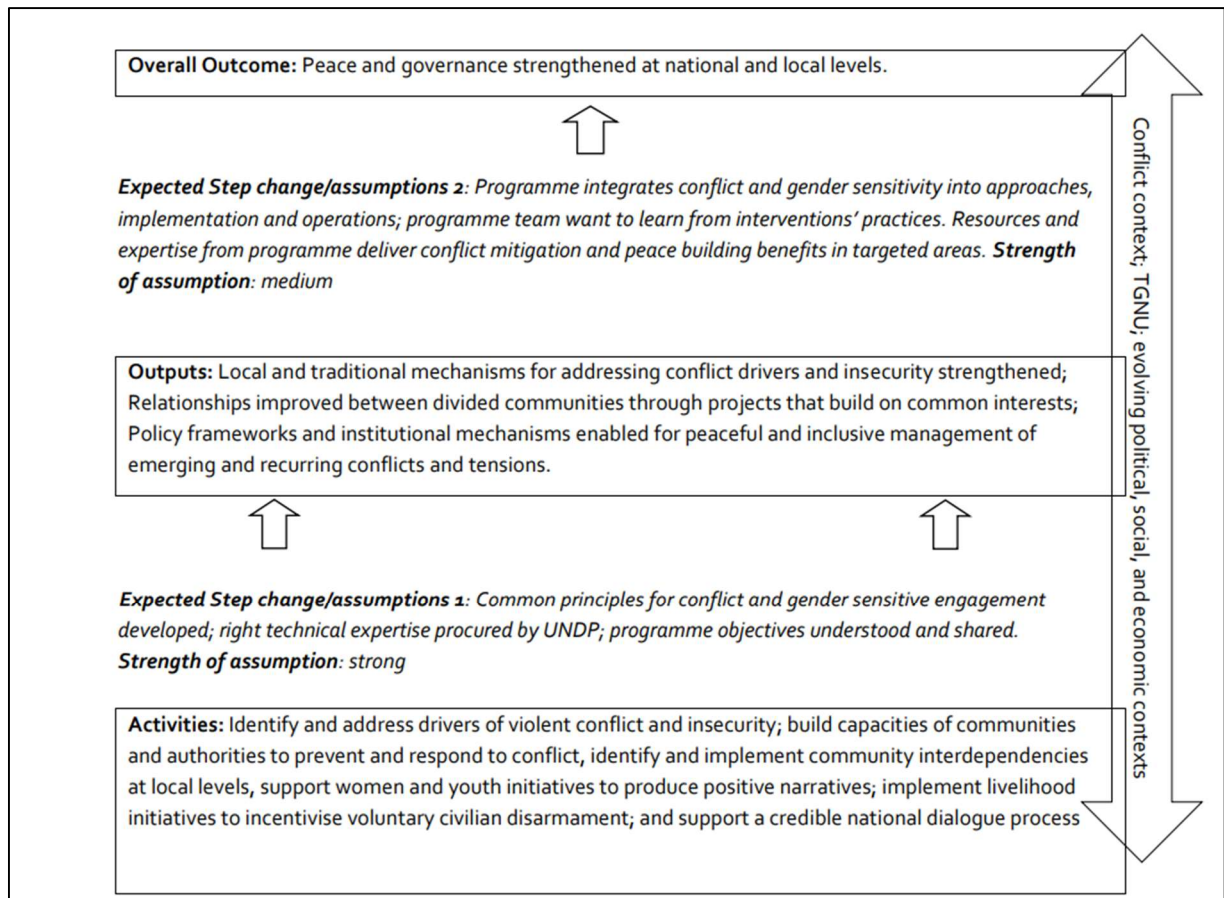 Overall Outcome: Peace and governance strengthened at national and local levels.
Expected Step change/assumptions 2: Programme integrates conflict and gender sensitivity into approaches,
implementation and operations; programme team want to learn from interventions’ practices. Resources and
expertise from programme deliver conflict mitigation and peace building benefits in targeted areas. Strength
of assumption: medium
Outputs: Local and traditional mechanisms for addressing conflict drivers and insecurity strengthened;
Relationships improved between divided communities through projects that build on common interests;
Policy frameworks and institutional mechanisms enabled for peaceful and inclusive management of
emerging and recurring conflicts and tensions.
Expected Step change/assumptions 1: Common principles for conflict and gender sensitive engagement
developed; right technical expertise procured by UNDP; programme objectives understood and shared.
Strength of assumption: strong
Activities: Identify and address drivers of violent conflict and insecurity; build capacities of communities
and authorities to prevent and respond to conflict, identify and implement community interdependencies
at local levels, support women and youth initiatives to produce positive narratives; implement livelihood
initiatives to incentivise voluntary civilian disarmament; and support a credible national dialogue process
Conflict context; TGNU; evolving political, social, and economic contexts